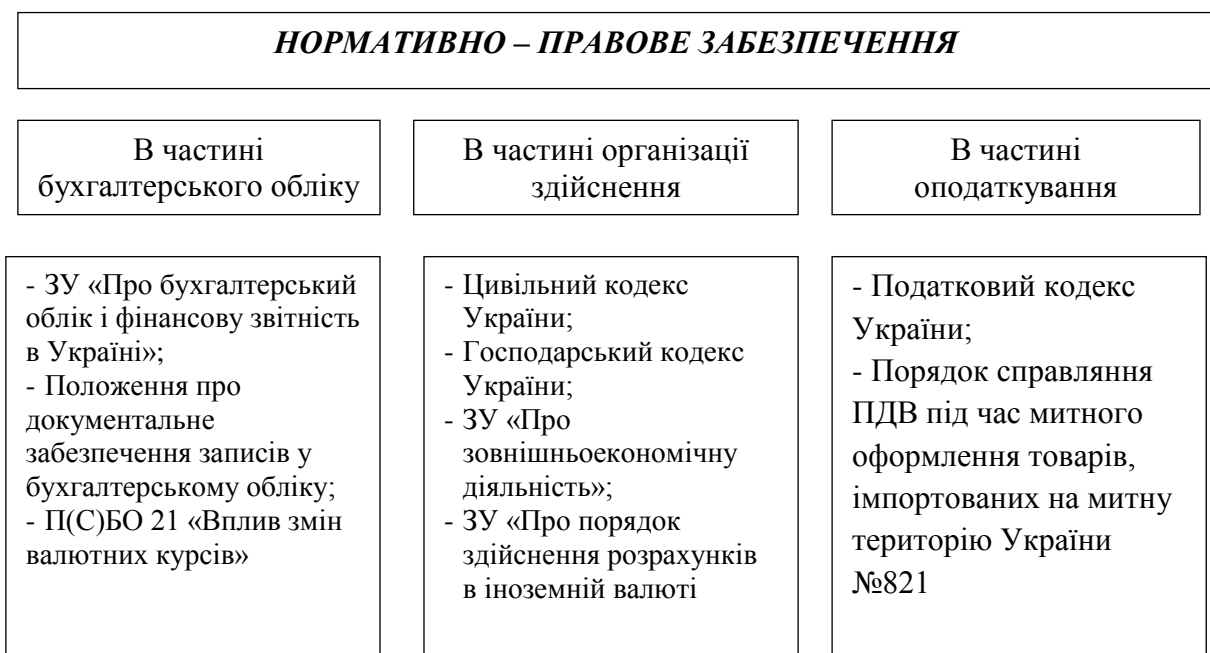 НОРМАТИВНО – ПРАВОВЕ ЗАБЕЗПЕЧЕННЯ
В частині
бухгалтерського обліку
В частині організації
здійснення
В частині
оподаткування
- ЗУ «Про бухгалтерський
облік і фінансову звітність
в Україні»;
- Положення про
документальне
забезпечення записів у
бухгалтерському обліку;
- П(С)БО 21 «Вплив змін
валютних курсів»
- Цивільний кодекс
України;
- Господарський кодекс
України;
- ЗУ «Про
зовнішньоекономічну
діяльність»;
- ЗУ «Про порядок
здійснення розрахунків
в іноземній валюті
- Податковий кодекс
України;
- Порядок справляння
ПДВ під час митного
оформлення товарів,
імпортованих на митну
територію України
№821